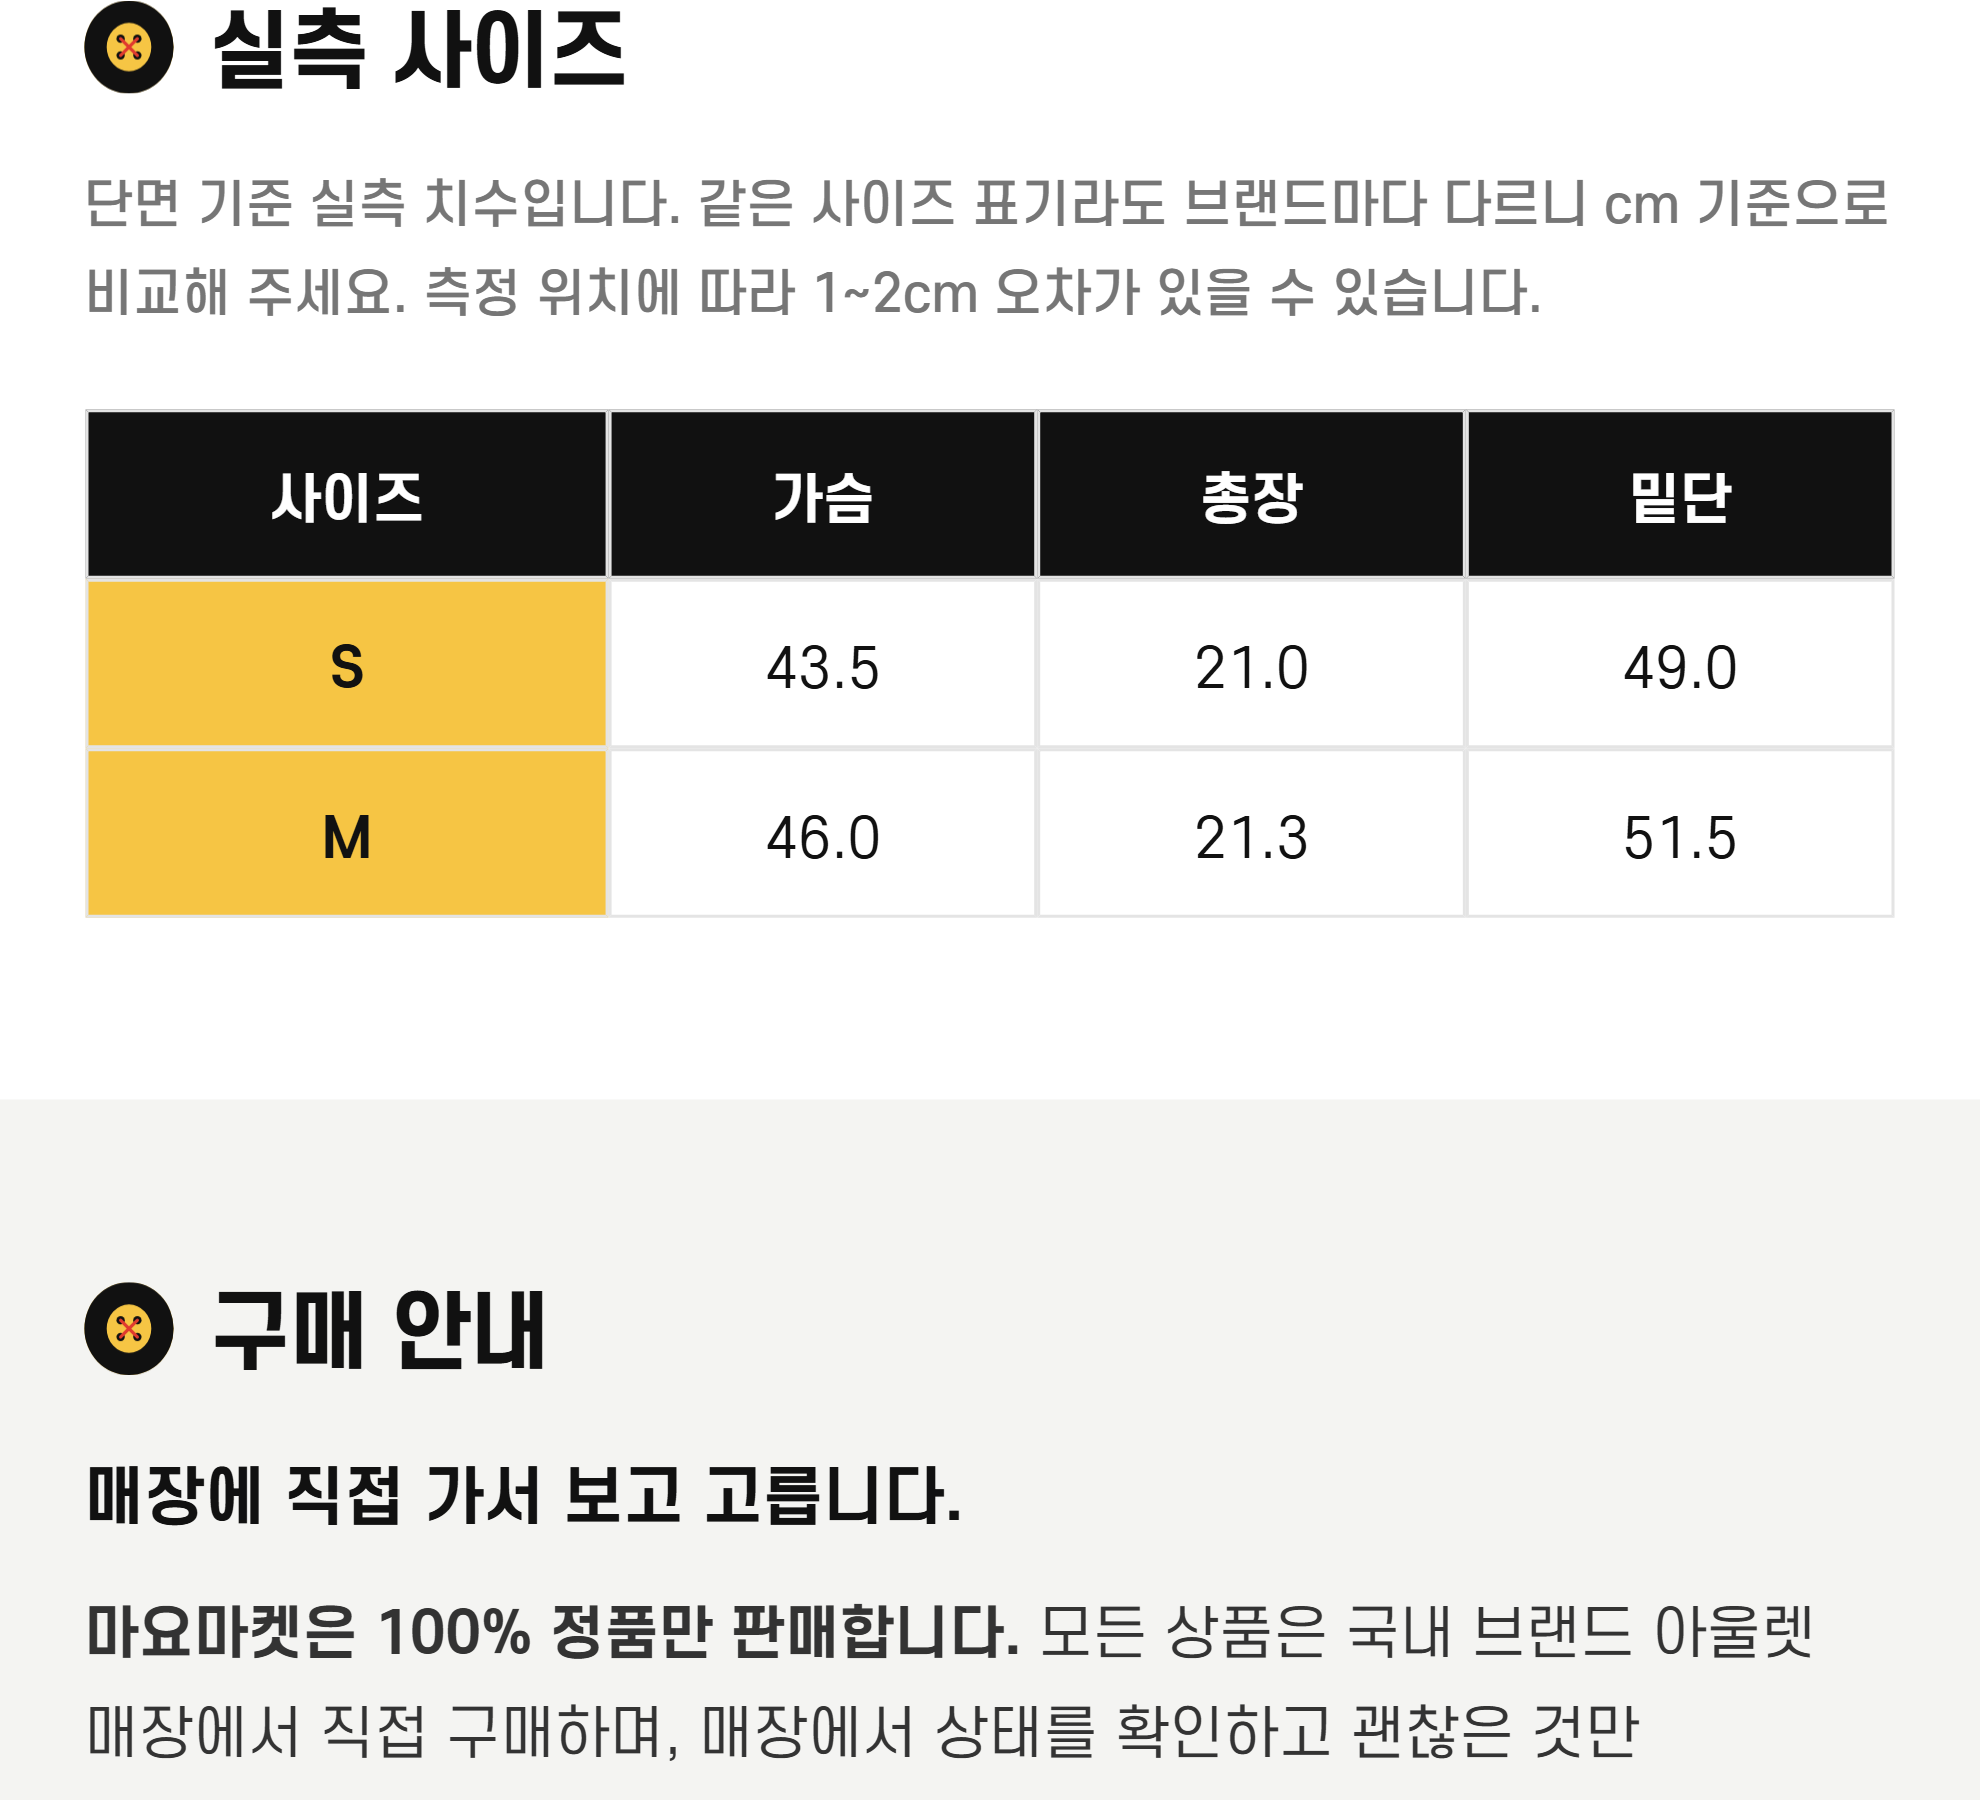 실측 사이즈
단면 기준 실측 치수입니다. 같은 사이즈 표기라도 브랜드마다 다르니 cm 기준으로
비교해 주세요. 측정 위치에 따라 1~2cm 오차가 있을 수 있습니다.
사이즈 가슴 총장 밑단
S 43.5 21.0 49.0
M 46.0 21.3 51.5
구매 안내
매장에 직접 가서 보고 고릅니다.
마요마켓은 100% 정품만 판매합니다. 모든 상품은 국내 브랜드 아울렛
매장에서 직접 구매하며, 매장에서 상태를 확인하고 괜찮은 것만